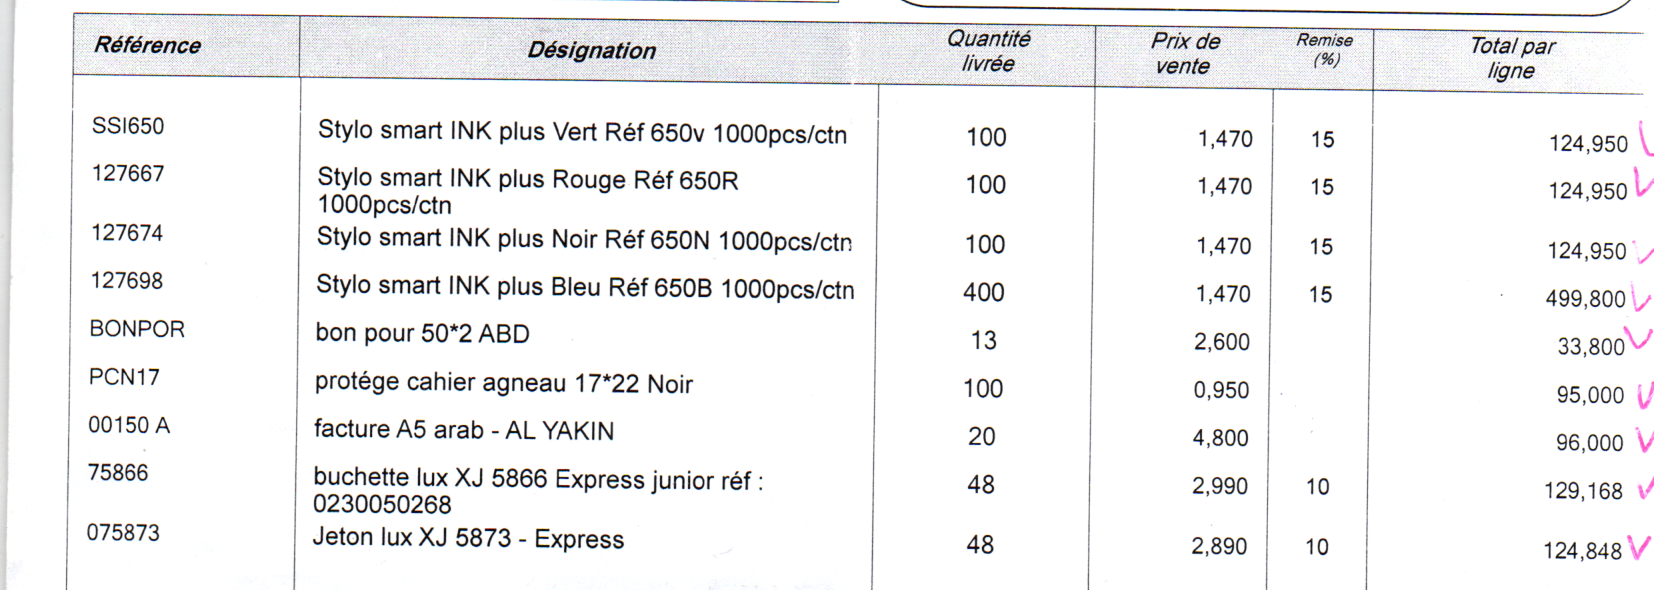 Référence Désignation Quantité livrée Prix de vente Remise (%) Total par ligne
SSI650 Stylo smart INK plus Vert Réf 650v 1000pcs/ctn 100 1,470 15 124,950
127667 Stylo smart INK plus Rouge Réf 650R 100 1,470 15 124,950
1000pcs/ctn
127674 Stylo smart INK plus Noir Réf 650N 1000pcs/ctn 100 1,470 15 124,950
127698 Stylo smart INK plus Bleu Réf 650B 1000pcs/ctn 400 1,470 15 499,800
BONPOR bon pour 50*2 ABD 13 2,600 33,800
PCN17 protége cahier agneau 17*22 Noir 100 0,950 95,000
00150 A facture A5 arab - AL YAKIN 20 4,800 96,000
75866 buchette lux XJ 5866 Express junior réf : 48 2,990 10 129,168
0230050268
075873 Jeton lux XJ 5873 - Express 48 2,890 10 124,848